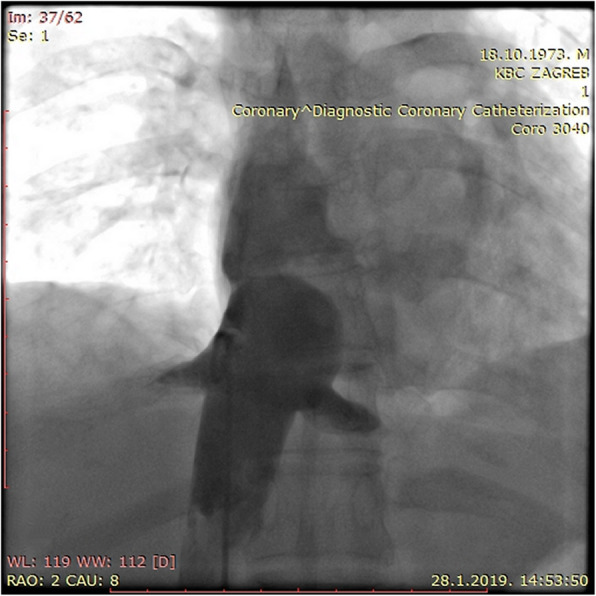 Im: 37/62
Se: 1
18.10.1973. M
KBC ZAGREB
1
Coronary^Diagnostic Coronary Catheterization
Coro 3040
WL: 119 WW: 112 [D]
RAO: 2 CAU: 8
28.1.2019. 14:53:50